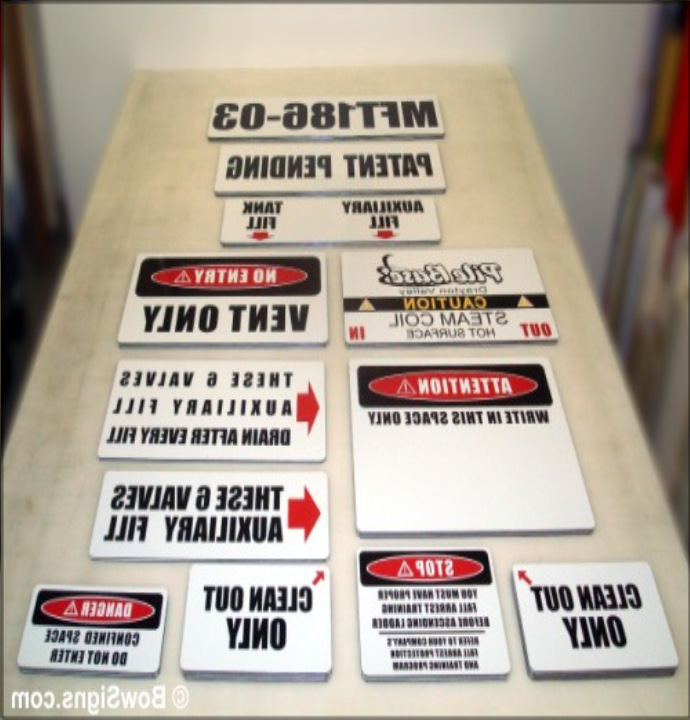 MFT186-03
PATENT PENDING
AUXILIARY TANK
FILL FILL
NO ENTRY
VENT ONLY
Pile Buse
Drayton Valley
CAUTION
STEAM COIL
OUT HOT SURFACE IN
THESE 6 VALVES
AUXILIARY FILL
DRAIN AFTER EVERY FILL
ATTENTION
WRITE IN THIS SPACE ONLY
THESE 6 VALVES
AUXILIARY FILL
CLEAN OUT
ONLY
STOP
YOU MUST HAVE PROPER
FALL ARREST TRAINING
BEFORE ASCENDING LADDER
REFER TO YOUR COMPANY'S
FALL ARREST PROTECTION
AND TRAINING PROGRAM
CLEAN OUT
ONLY
DANGER
CONFINED SPACE
DO NOT ENTER
© BowSigns.com